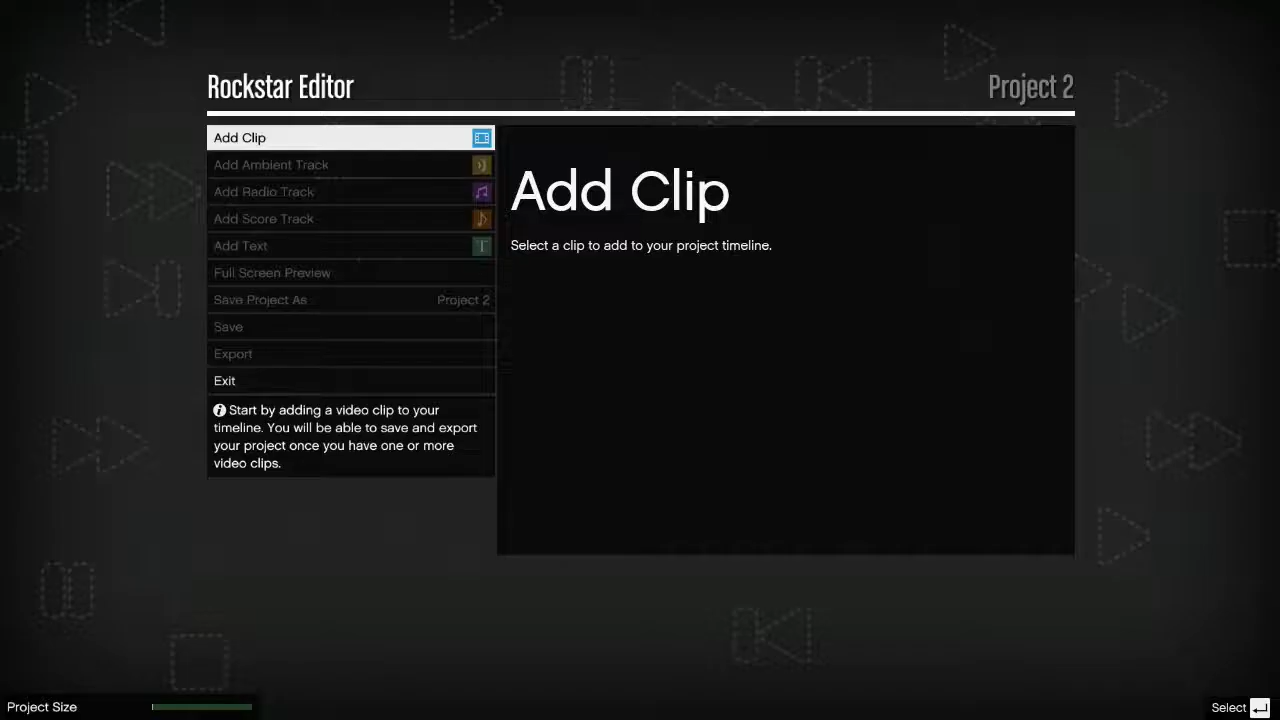 Rockstar Editor
Project 2
Add Clip
Add Ambient Track
Add Radio Track
Add Score Track
Add Text
Full Screen Preview
Save Project As Project 2
Save
Export
Exit
Start by adding a video clip to your
timeline. You will be able to save and export
your project once you have one or more
video clips.
Add Clip
Select a clip to add to your project timeline.
Project Size
Select